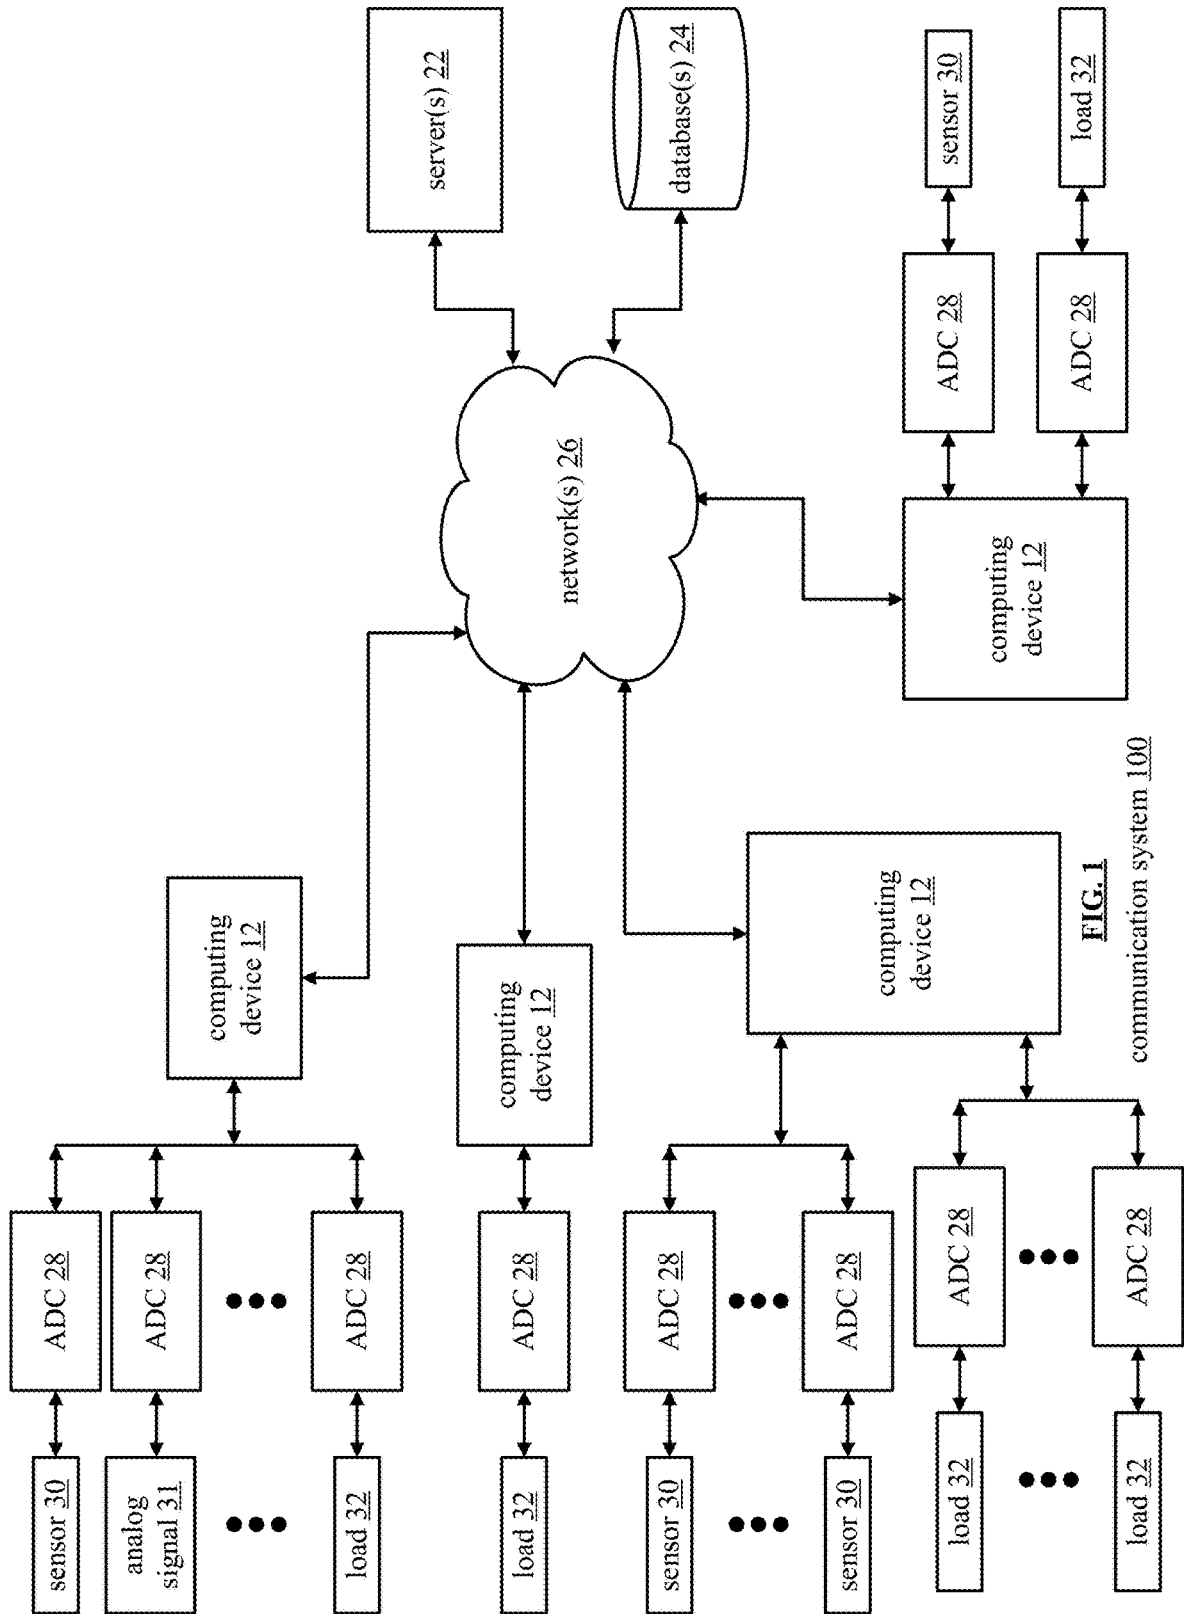 sensor 30
ADC 28
analog
signal 31
ADC 28
load 32
ADC 28
computing
device 12
server(s) 22
load 32
ADC 28
computing
device 12
network(s) 26
database(s) 24
sensor 30
ADC 28
sensor 30
ADC 28
computing
device 12
load 32
ADC 28
load 32
ADC 28
computing
device 12
ADC 28
sensor 30
ADC 28
load 32
FIG. 1
communication system 100